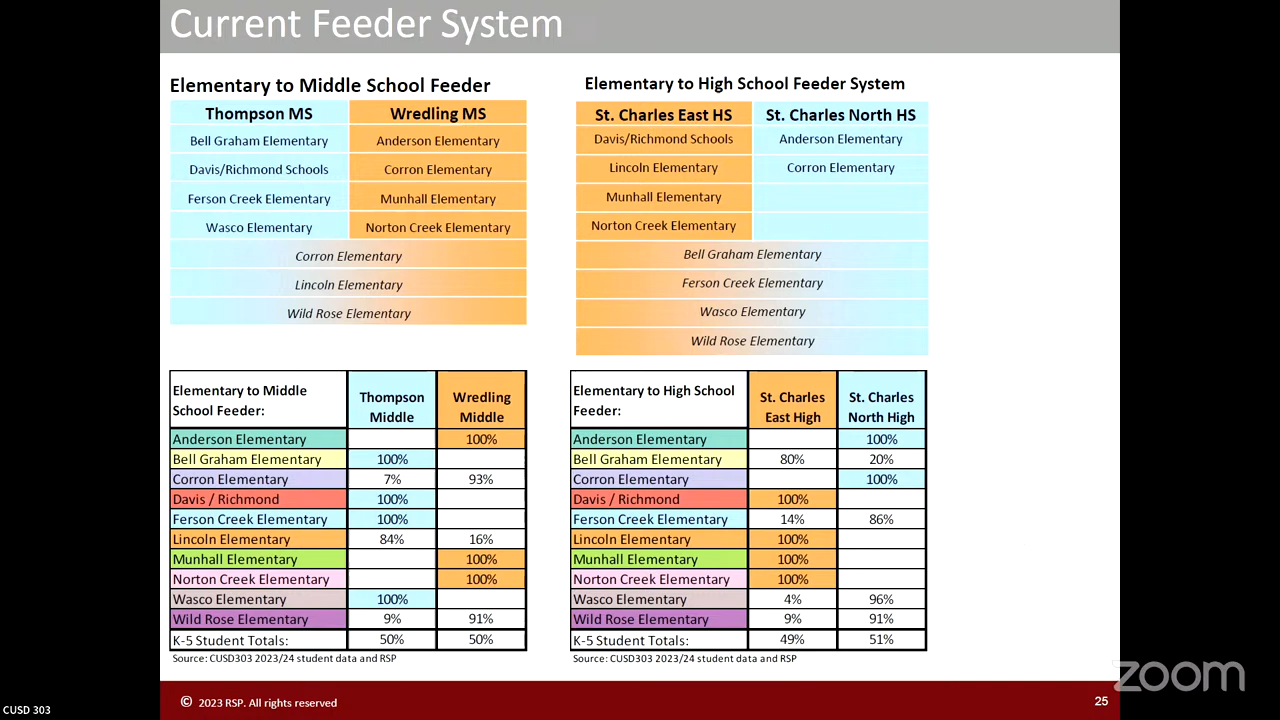 Current Feeder System
Elementary to Middle School Feeder
Thompson MS Wredling MS
Bell Graham Elementary Anderson Elementary
Davis/Richmond Schools Corron Elementary
Ferson Creek Elementary Munhall Elementary
Wasco Elementary Norton Creek Elementary
Corron Elementary
Lincoln Elementary
Wild Rose Elementary
Elementary to High School Feeder System
St. Charles East HS St. Charles North HS
Davis/Richmond Schools Anderson Elementary
Lincoln Elementary Corron Elementary
Munhall Elementary
Norton Creek Elementary
Bell Graham Elementary
Ferson Creek Elementary
Wasco Elementary
Wild Rose Elementary
Elementary to Middle
School Feeder:
Thompson
Middle
Wredling
Middle
Anderson Elementary 100%
Bell Graham Elementary 100%
Corron Elementary 7% 93%
Davis / Richmond 100%
Ferson Creek Elementary 100%
Lincoln Elementary 84% 16%
Munhall Elementary 100%
Norton Creek Elementary 100%
Wasco Elementary 100%
Wild Rose Elementary 9% 91%
K-5 Student Totals: 50% 50%
Source: CUSD303 2023/24 student data and RSP
Elementary to High School
Feeder:
St. Charles
East High
St. Charles
North High
Anderson Elementary 100%
Bell Graham Elementary 80% 20%
Corron Elementary 100%
Davis / Richmond 100%
Ferson Creek Elementary 14% 86%
Lincoln Elementary 100%
Munhall Elementary 100%
Norton Creek Elementary 100%
Wasco Elementary 4% 96%
Wild Rose Elementary 9% 91%
K-5 Student Totals: 49% 51%
Source: CUSD303 2023/24 student data and RSP
zoom
© 2023 RSP. All rights reserved
25
CUSD 303